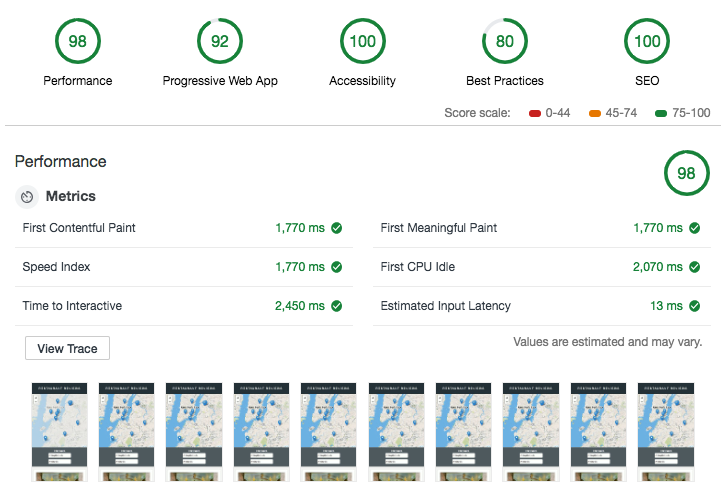 98 92 100 80 100
Performance Progressive Web App Accessibility Best Practices SEO
Score scale: 0-44 45-74 75-100
Performance
98
Metrics
First Contentful Paint 1,770 ms First Meaningful Paint 1,770 ms
Speed Index 1,770 ms First CPU Idle 2,070 ms
Time to Interactive 2,450 ms Estimated Input Latency 13 ms
View Trace
Values are estimated and may vary.